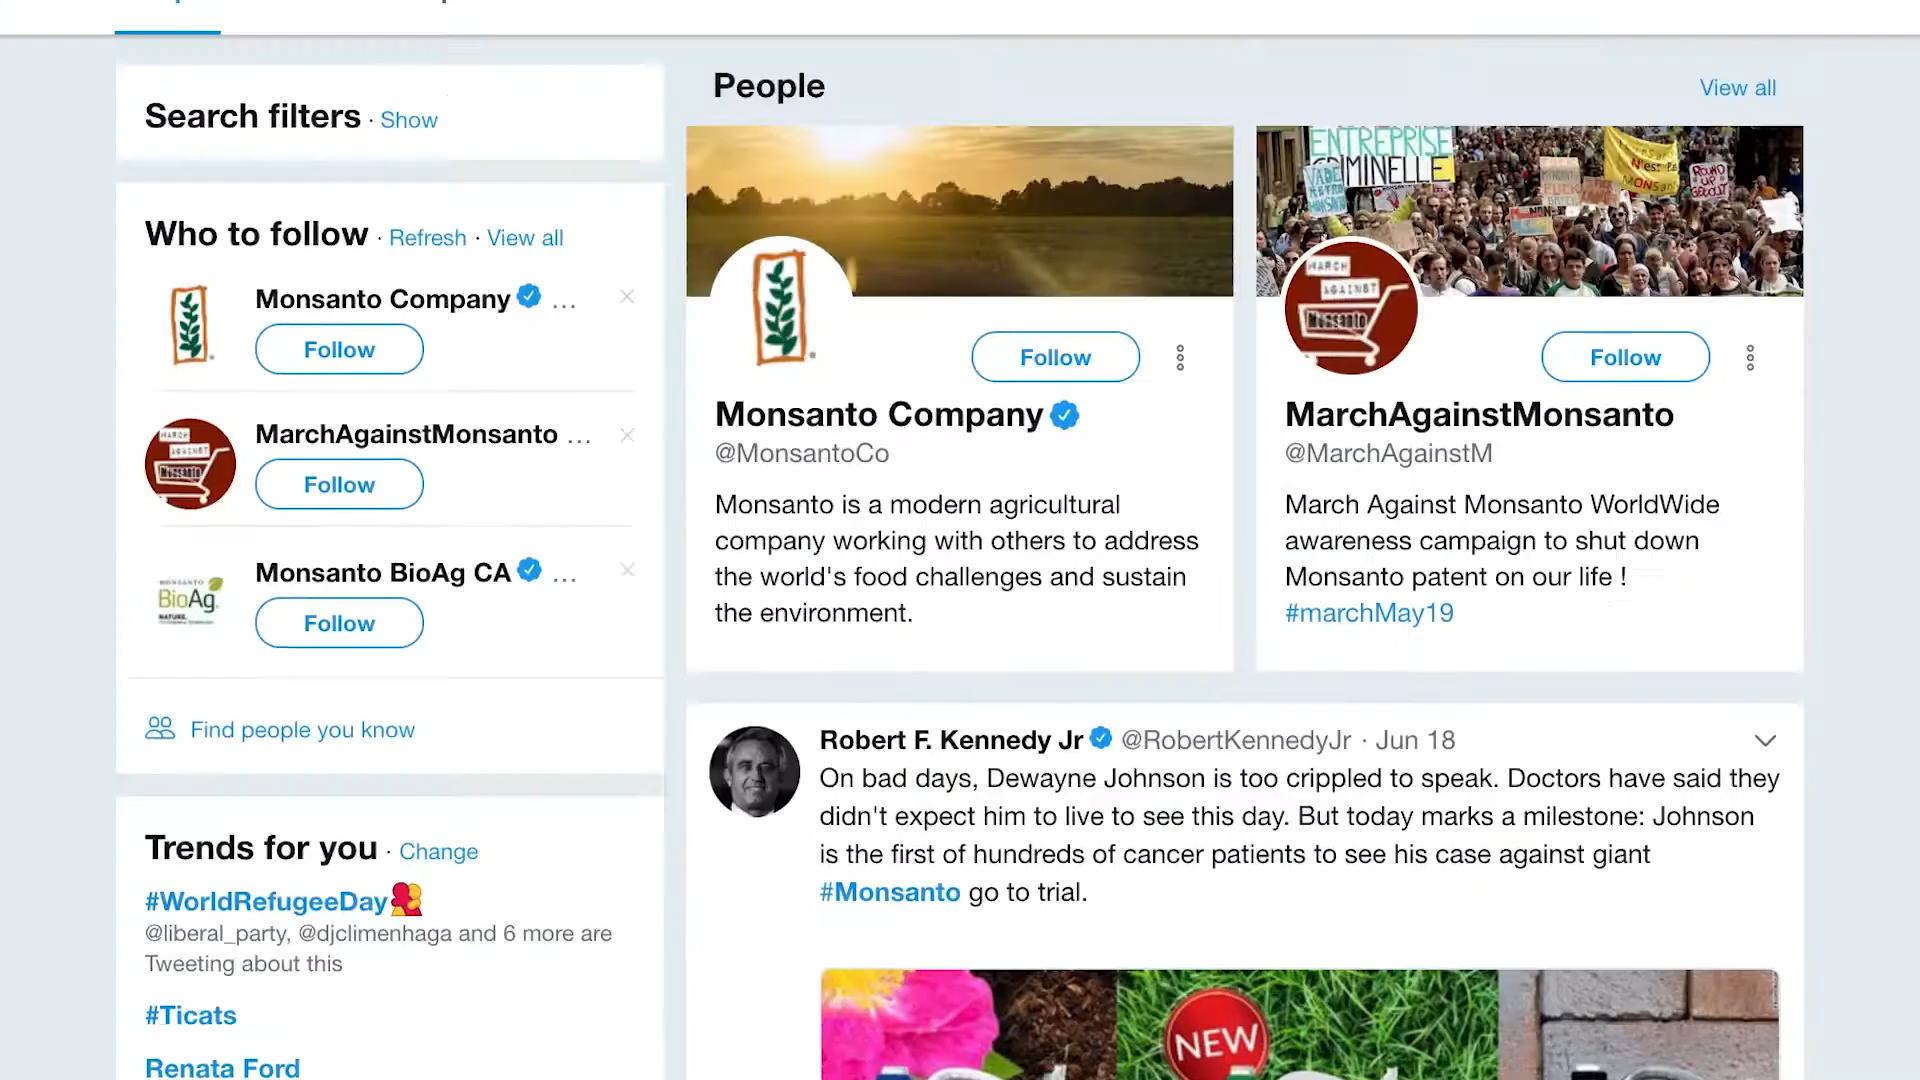 Search filters · Show
Who to follow · Refresh · View all
Monsanto Company ...
Follow
MarchAgainstMonsanto ...
Follow
MONSANTO
BioAg.
Monsanto BioAg CA ...
Follow
Find people you know
Trends for you · Change
#WorldRefugeeDay
@liberal_party, @djclimenhaga and 6 more are
Tweeting about this
#Ticats
Renata Ford
People
View all
Follow
Monsanto Company
@MonsantoCo
Monsanto is a modern agricultural
company working with others to address
the world's food challenges and sustain
the environment.
ENTREPRISE
CRIMINELLE
MARCH
AGAINST
Monsanto
Follow
MarchAgainstMonsanto
@MarchAgainstM
March Against Monsanto WorldWide
awareness campaign to shut down
Monsanto patent on our life !
#marchMay19
Robert F. Kennedy Jr @RobertKennedyJr · Jun 18
On bad days, Dewayne Johnson is too crippled to speak. Doctors have said they
didn't expect him to live to see this day. But today marks a milestone: Johnson
is the first of hundreds of cancer patients to see his case against giant
#Monsanto go to trial.
NEW